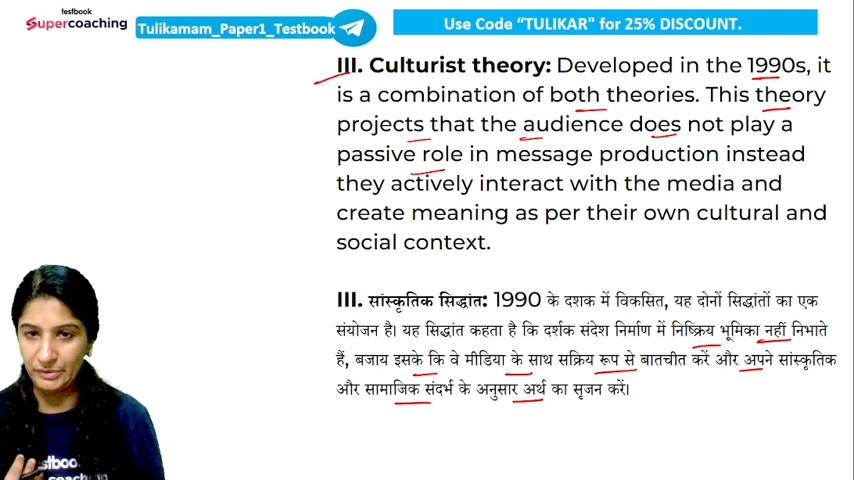 testbook
Supercoaching
Tulikamam_Paper1_Testbook
Use Code “TULIKAR" for 25% DISCOUNT.
III. Culturist theory: Developed in the 1990s, it
is a combination of both theories. This theory
projects that the audience does not play a
passive role in message production instead
they actively interact with the media and
create meaning as per their own cultural and
social context.
III. सांस्कृतिक सिद्धांत: 1990 के दशक में विकसित, यह दोनों सिद्धांतों का एक
संयोजन है। यह सिद्धांत कहता है कि दर्शक संदेश निर्माण में निष्क्रिय भूमिका नहीं निभाते
हैं, बजाय इसके कि वे मीडिया के साथ सक्रिय रूप से बातचीत करें और अपने सांस्कृतिक
और सामाजिक संदर्भ के अनुसार अर्थ का सृजन करें।